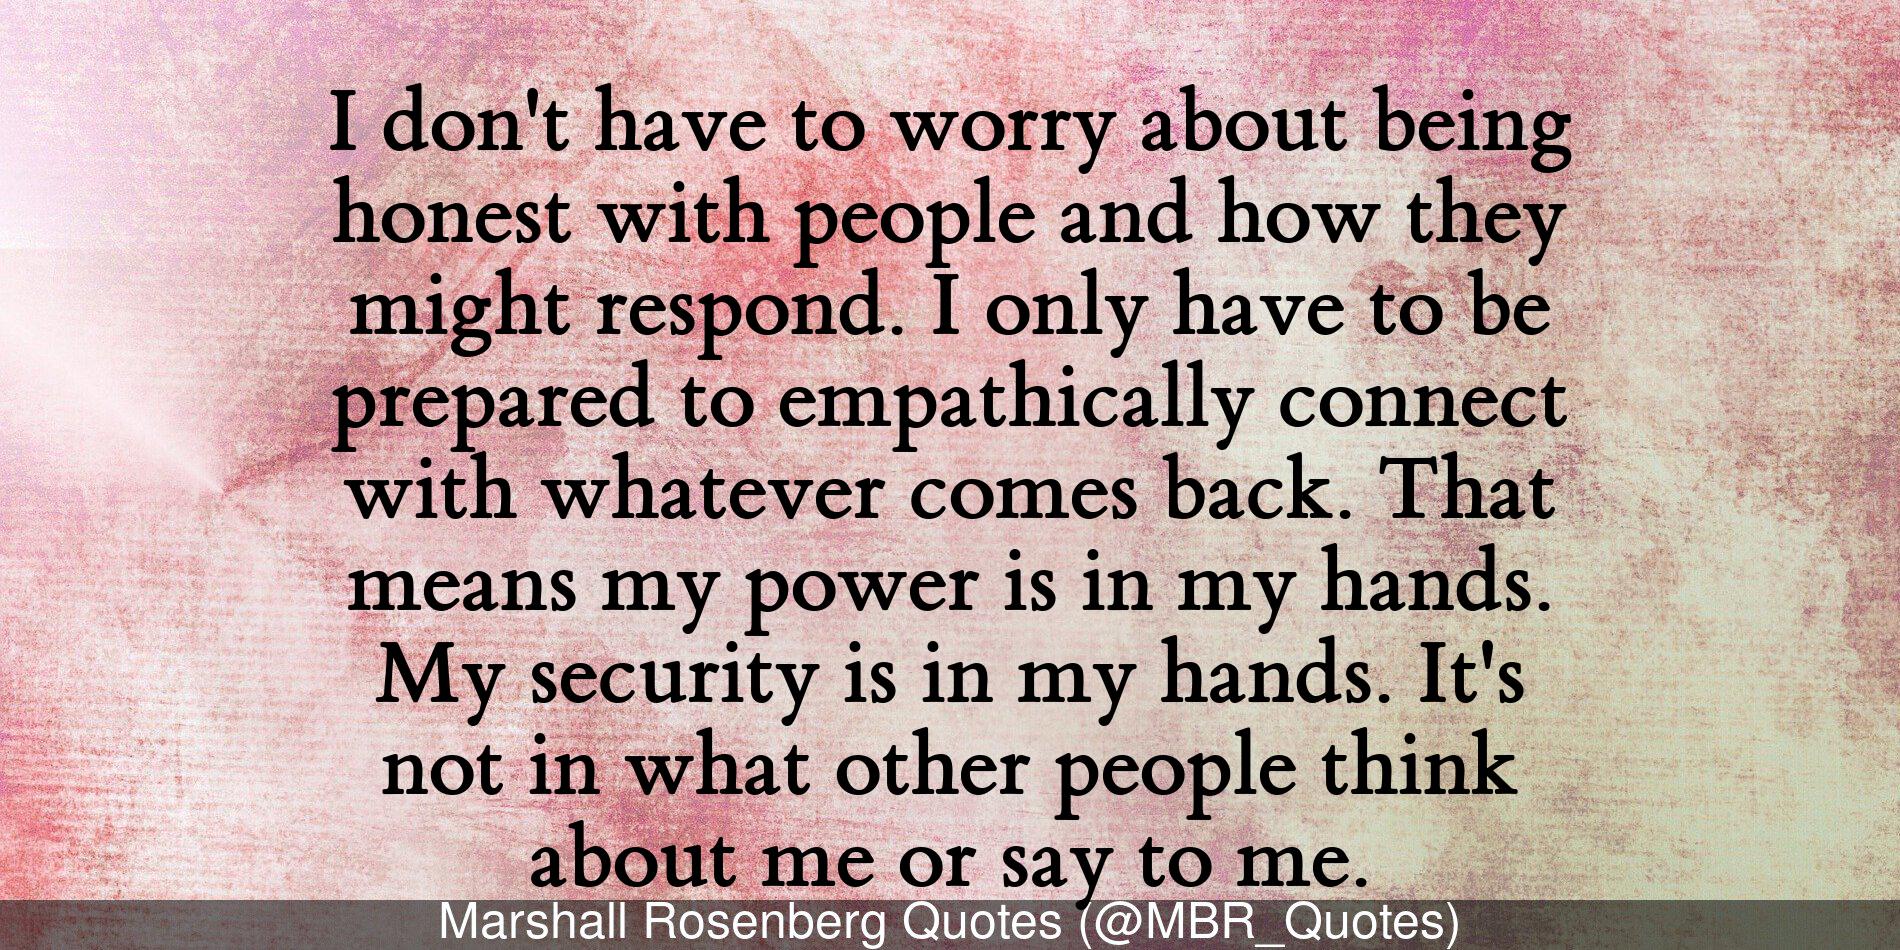 I don't have to worry about being
honest with people and how they
might respond. I only have to be
prepared to empathically connect
with whatever comes back. That
means my power is in my hands.
My security is in my hands. It's
not in what other people think
about me or say to me.
Marshall Rosenberg Quotes (@MBR_Quotes)